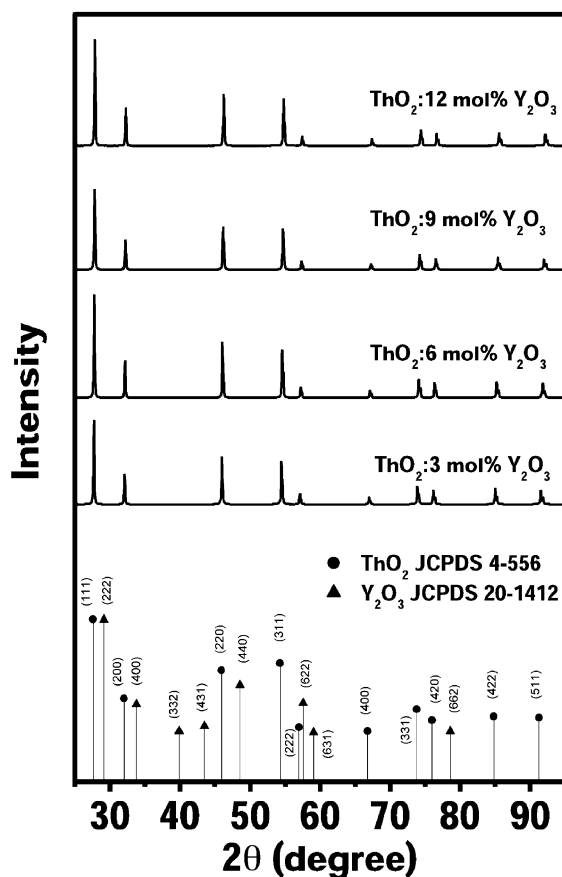 Intensity
ThO₂:12 mol% Y₂O₃
ThO₂:9 mol% Y₂O₃
ThO₂:6 mol% Y₂O₃
ThO₂:3 mol% Y₂O₃
● ThO₂ JCPDS 4-556
▲ Y₂O₃ JCPDS 20-1412
(111)
(222)
(200)
(400)
(332)
(431)
(220)
(440)
(311)
(222)
(622)
(631)
(400)
(331)
(420)
(662)
(422)
(511)
30 40 50 60 70 80 90
2θ (degree)